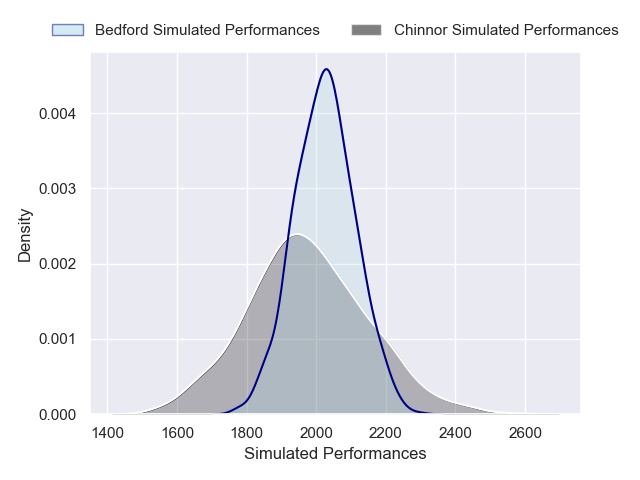 Bedford Simulated Performances
Chinnor Simulated Performances
Density
0.004
0.003
0.002
0.001
0.000
1400 1600 1800 2000 2200 2400 2600
Simulated Performances